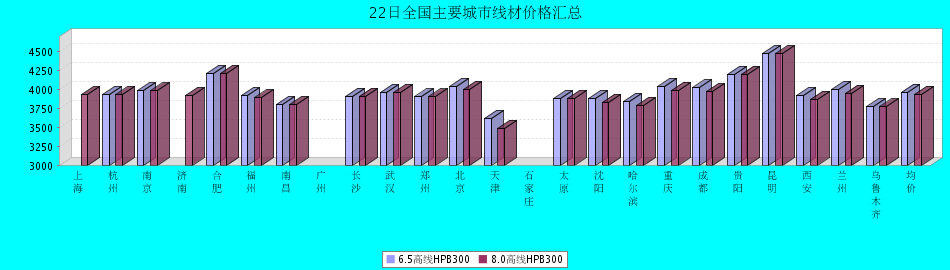 22日全国主要城市线材价格汇总
4500
4250
4000
3750
3500
3250
3000
上海
杭州
南京
济南
合肥
福州
南昌
广州
长沙
武汉
郑州
北京
天津
石家庄
太原
沈阳
哈尔滨
重庆
成都
贵阳
昆明
西安
兰州
乌鲁木齐
均价
6.5高线HPB300 8.0高线HPB300